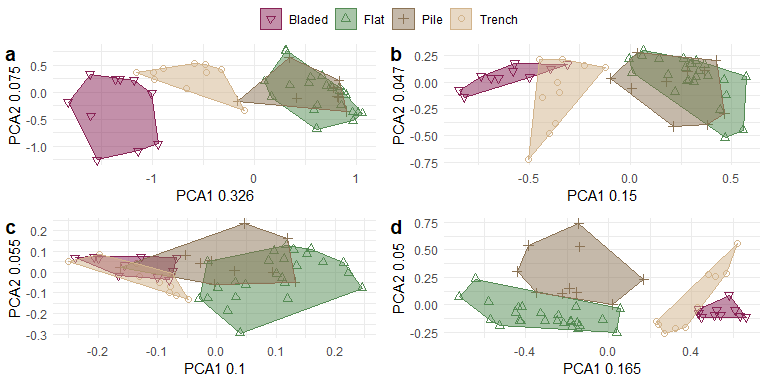 Bladed Flat Pile Trench
a
0.5
0.0
-0.5
-1.0
PCA2 0.075
-1 0 1
PCA1 0.326
b
0.25
0.00
-0.25
-0.50
-0.75
PCA2 0.047
-0.5 0.0 0.5
PCA1 0.15
c
0.2
0.1
0.0
-0.1
-0.2
-0.3
PCA2 0.055
-0.2 -0.1 0.0 0.1 0.2
PCA1 0.1
d
0.75
0.50
0.25
0.00
-0.25
PCA2 0.05
-0.4 0.0 0.4
PCA1 0.165